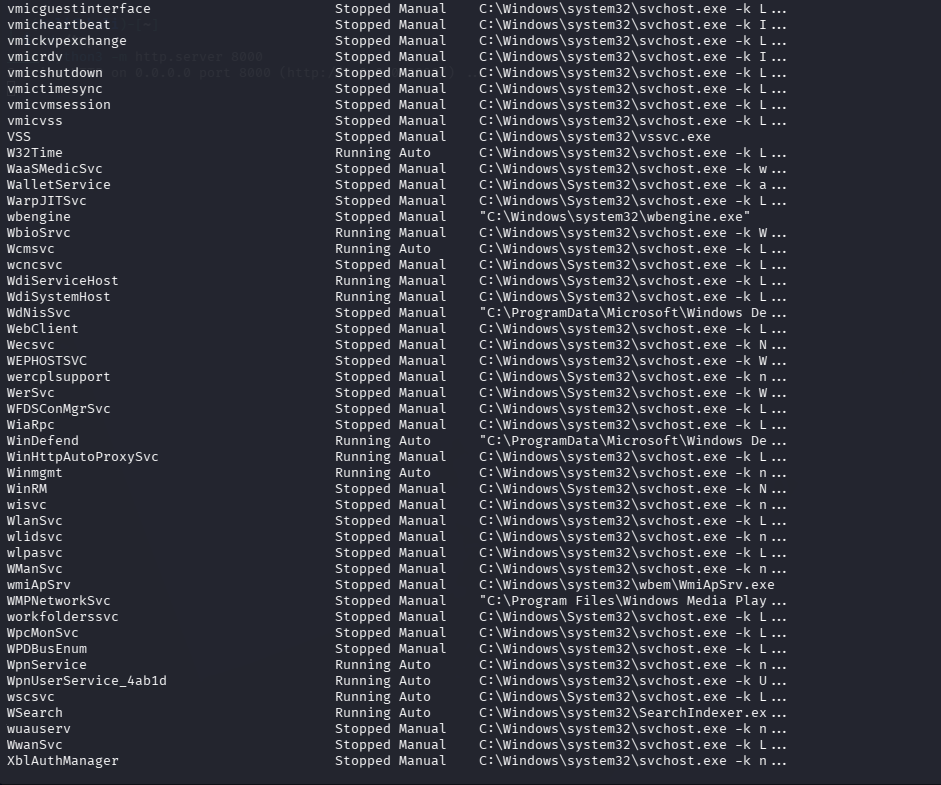 vmicguestinterface Stopped Manual C:\Windows\system32\svchost.exe -k L...
vmicheartbeat Stopped Manual C:\Windows\system32\svchost.exe -k I...
vmickvpexchange Stopped Manual C:\Windows\system32\svchost.exe -k L...
vmicrdv Stopped Manual C:\Windows\system32\svchost.exe -k I...
vmicshutdown Stopped Manual C:\Windows\system32\svchost.exe -k L...
vmictimesync Stopped Manual C:\Windows\system32\svchost.exe -k L...
vmicvmsession Stopped Manual C:\Windows\system32\svchost.exe -k L...
vmicvss Stopped Manual C:\Windows\system32\svchost.exe -k L...
VSS Stopped Manual C:\Windows\system32\vssvc.exe
W32Time Running Auto C:\Windows\system32\svchost.exe -k L...
WaaSMedicSvc Stopped Manual C:\Windows\system32\svchost.exe -k w...
WalletService Stopped Manual C:\Windows\System32\svchost.exe -k a...
WarpJITSvc Stopped Manual C:\Windows\System32\svchost.exe -k L...
wbengine Stopped Manual "C:\Windows\system32\wbengine.exe"
WbioSrvc Running Manual C:\Windows\system32\svchost.exe -k W...
Wcmsvc Running Auto C:\Windows\system32\svchost.exe -k L...
wcncsvc Stopped Manual C:\Windows\System32\svchost.exe -k L...
WdiServiceHost Running Manual C:\Windows\System32\svchost.exe -k L...
WdiSystemHost Running Manual C:\Windows\System32\svchost.exe -k L...
WdNisSvc Stopped Manual "C:\ProgramData\Microsoft\Windows De...
WebClient Stopped Manual C:\Windows\system32\svchost.exe -k L...
Wecsvc Stopped Manual C:\Windows\system32\svchost.exe -k N...
WEPHOSTSVC Stopped Manual C:\Windows\system32\svchost.exe -k W...
wercplsupport Stopped Manual C:\Windows\System32\svchost.exe -k n...
WerSvc Stopped Manual C:\Windows\System32\svchost.exe -k W...
WFDSConMgrSvc Stopped Manual C:\Windows\System32\svchost.exe -k L...
WiaRpc Stopped Manual C:\Windows\System32\svchost.exe -k L...
WinDefend Running Auto "C:\ProgramData\Microsoft\Windows De...
WinHttpAutoProxySvc Running Manual C:\Windows\system32\svchost.exe -k L...
Winmgmt Running Auto C:\Windows\system32\svchost.exe -k n...
WinRM Stopped Manual C:\Windows\System32\svchost.exe -k N...
wisvc Stopped Manual C:\Windows\system32\svchost.exe -k n...
WlanSvc Stopped Manual C:\Windows\system32\svchost.exe -k L...
wlidsvc Stopped Manual C:\Windows\system32\svchost.exe -k n...
wlpasvc Stopped Manual C:\Windows\system32\svchost.exe -k L...
WManSvc Stopped Manual C:\Windows\system32\svchost.exe -k n...
wmiApSrv Stopped Manual C:\Windows\system32\wbem\WmiApSrv.exe
WMPNetworkSvc Stopped Manual "C:\Program Files\Windows Media Play...
workfolderssvc Stopped Manual C:\Windows\System32\svchost.exe -k L...
WpcMonSvc Stopped Manual C:\Windows\system32\svchost.exe -k L...
WPDBusEnum Stopped Manual C:\Windows\system32\svchost.exe -k L...
WpnService Running Auto C:\Windows\system32\svchost.exe -k n...
WpnUserService_4ab1d Running Auto C:\Windows\system32\svchost.exe -k U...
wscsvc Running Auto C:\Windows\System32\svchost.exe -k L...
WSearch Running Auto C:\Windows\system32\SearchIndexer.ex...
wuauserv Stopped Manual C:\Windows\system32\svchost.exe -k n...
WwanSvc Stopped Manual C:\Windows\system32\svchost.exe -k L...
XblAuthManager Stopped Manual C:\Windows\system32\svchost.exe -k n...